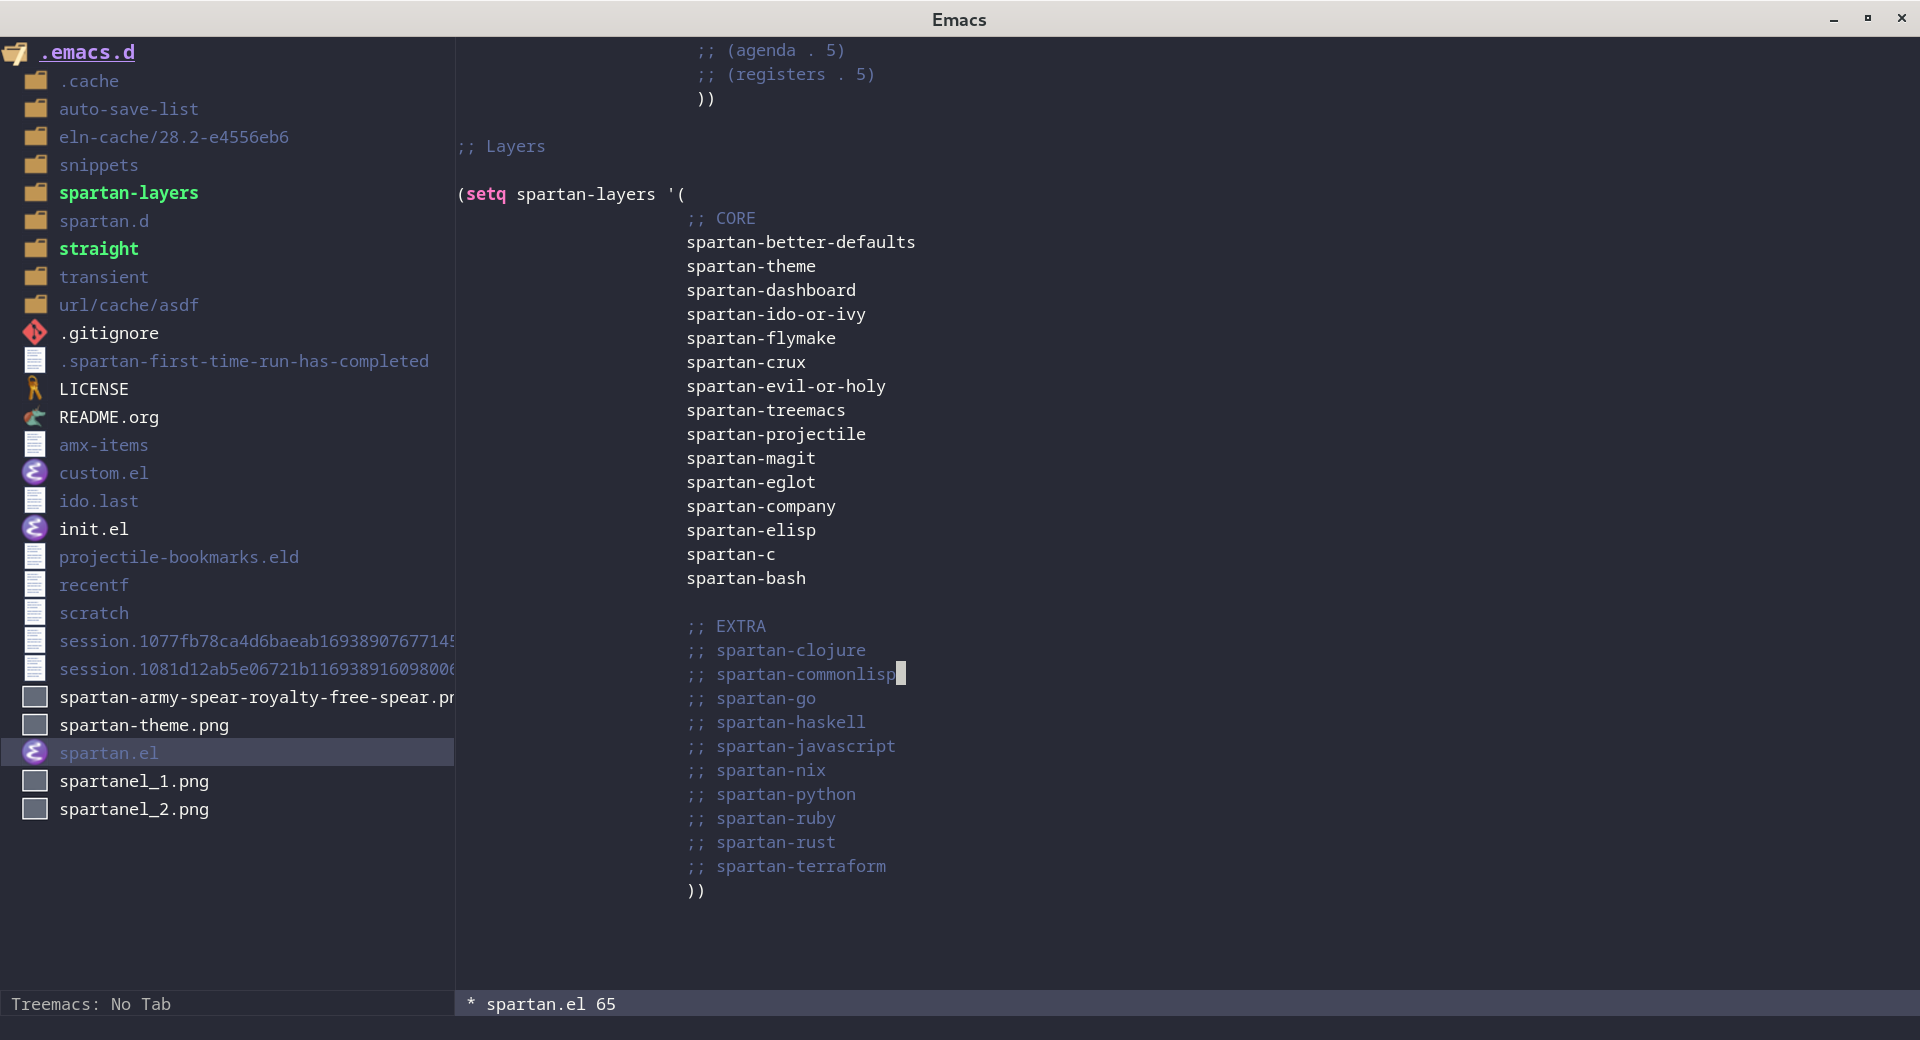 Emacs
.emacs.d
.cache
auto-save-list
eln-cache/28.2-e4556eb6
snippets
spartan-layers
spartan.d
straight
transient
url/cache/asdf
.gitignore
.spartan-first-time-run-has-completed
LICENSE
README.org
amx-items
custom.el
ido.last
init.el
projectile-bookmarks.eld
recentf
scratch
session.1077fb78ca4d6baeab16938907677145
session.1081d12ab5e06721b1169389160980006
spartan-army-spear-royalty-free-spear.pn
spartan-theme.png
spartan.el
spartanel_1.png
spartanel_2.png
Treemacs: No Tab
;; (agenda . 5)
;; (registers . 5)
))
;; Layers
(setq spartan-layers '(
;; CORE
spartan-better-defaults
spartan-theme
spartan-dashboard
spartan-ido-or-ivy
spartan-flymake
spartan-crux
spartan-evil-or-holy
spartan-treemacs
spartan-projectile
spartan-magit
spartan-eglot
spartan-company
spartan-elisp
spartan-c
spartan-bash
;; EXTRA
;; spartan-clojure
;; spartan-commonlisp
;; spartan-go
;; spartan-haskell
;; spartan-javascript
;; spartan-nix
;; spartan-python
;; spartan-ruby
;; spartan-rust
;; spartan-terraform
))
* spartan.el 65